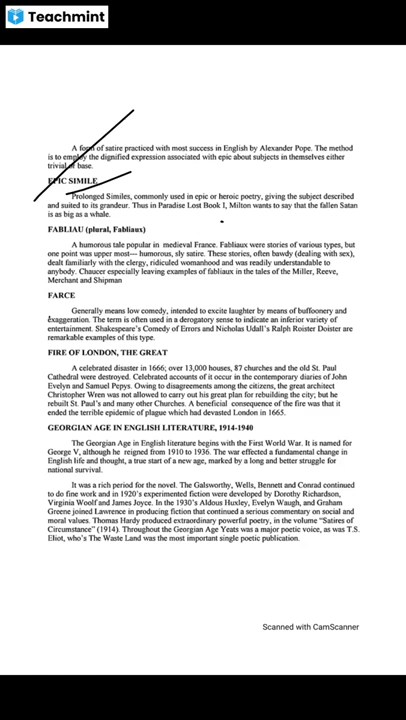 Teachmint
A form of satire practiced with most success in English by Alexander Pope. The method
is to employ the dignified expression associated with epic about subjects in themselves either
trivial or base.
EPIC SIMILE
Prolonged Similes, commonly used in epic or heroic poetry, giving the subject described
and suited to its grandeur. Thus in Paradise Lost Book I, Milton wants to say that the fallen Satan
is as big as a whale.
FABLIAU (plural, Fabliaux)
A humorous tale popular in medieval France. Fabliaux were stories of various types, but
one point was upper most— humorous, sly satire. These stories, often bawdy (dealing with sex),
dealt familiarly with the clergy, ridiculed womanhood and was readily understandable to
anybody. Chaucer especially leaving examples of fabliaux in the tales of the Miller, Reeve,
Merchant and Shipman
FARCE
Generally means low comedy, intended to excite laughter by means of buffoonery and
exaggeration. The term is often used in a derogatory sense to indicate an inferior variety of
entertainment. Shakespeare's Comedy of Errors and Nicholas Udall's Ralph Roister Doister are
remarkable examples of this type.
FIRE OF LONDON, THE GREAT
A celebrated disaster in 1666; over 13,000 houses, 87 churches and the old St. Paul
Cathedral were destroyed. Celebrated accounts of it occur in the contemporary diaries of John
Evelyn and Samuel Pepys. Owing to disagreements among the citizens, the great architect
Christopher Wren was not allowed to carry out his great plan for rebuilding the city; but he
rebuilt St. Paul's and many other Churches. A beneficial consequence of the fire was that it
ended the terrible epidemic of plague which had devasted London in 1665.
GEORGIAN AGE IN ENGLISH LITERATURE, 1914-1940
The Georgian Age in English literature begins with the First World War. It is named for
George V, although he reigned from 1910 to 1936. The war effected a fundamental change in
English life and thought, a true start of a new age, marked by a long and better struggle for
national survival.
It was a rich period for the novel. The Galsworthy, Wells, Bennett and Conrad continued
to do fine work and in 1920's experimented fiction were developed by Dorothy Richardson,
Virginia Woolf and James Joyce. In the 1930's Aldous Huxley, Evelyn Waugh, and Graham
Greene joined Lawrence in producing fiction that continued a serious commentary on social and
moral values. Thomas Hardy produced extraordinary powerful poetry, in the volume "Satires of
Circumstance" (1914). Throughout the Georgian Age Yeats was a major poetic voice, as was T.S.
Eliot, who's The Waste Land was the most important single poetic publication.
Scanned with CamScanner